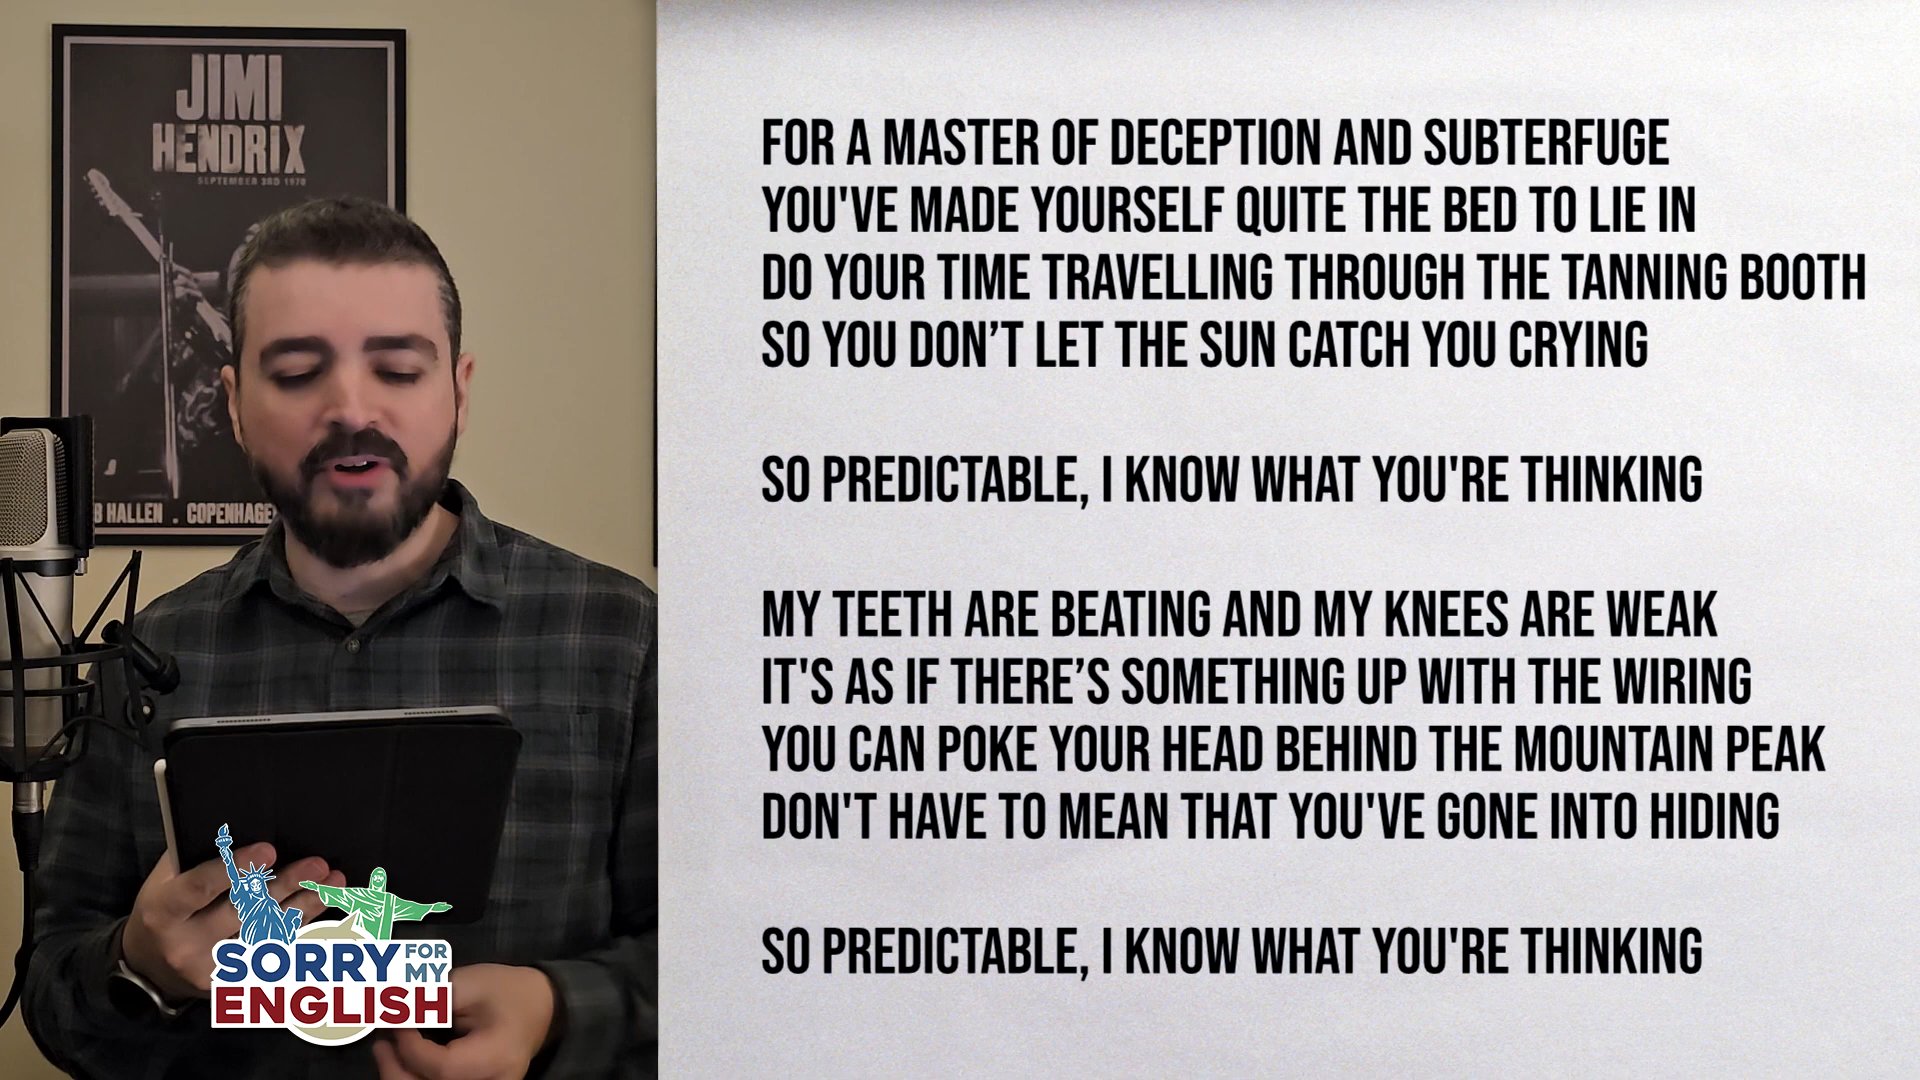 JIMI
HENDRIX
SEPTEMBER 3RD 1970
HALLEN . COPENHAGE
SORRY FOR MY ENGLISH
FOR A MASTER OF DECEPTION AND SUBTERFUGE
YOU'VE MADE YOURSELF QUITE THE BED TO LIE IN
DO YOUR TIME TRAVELLING THROUGH THE TANNING BOOTH
SO YOU DON’T LET THE SUN CATCH YOU CRYING
SO PREDICTABLE, I KNOW WHAT YOU'RE THINKING
MY TEETH ARE BEATING AND MY KNEES ARE WEAK
IT'S AS IF THERE’S SOMETHING UP WITH THE WIRING
YOU CAN POKE YOUR HEAD BEHIND THE MOUNTAIN PEAK
DON'T HAVE TO MEAN THAT YOU'VE GONE INTO HIDING
SO PREDICTABLE, I KNOW WHAT YOU'RE THINKING